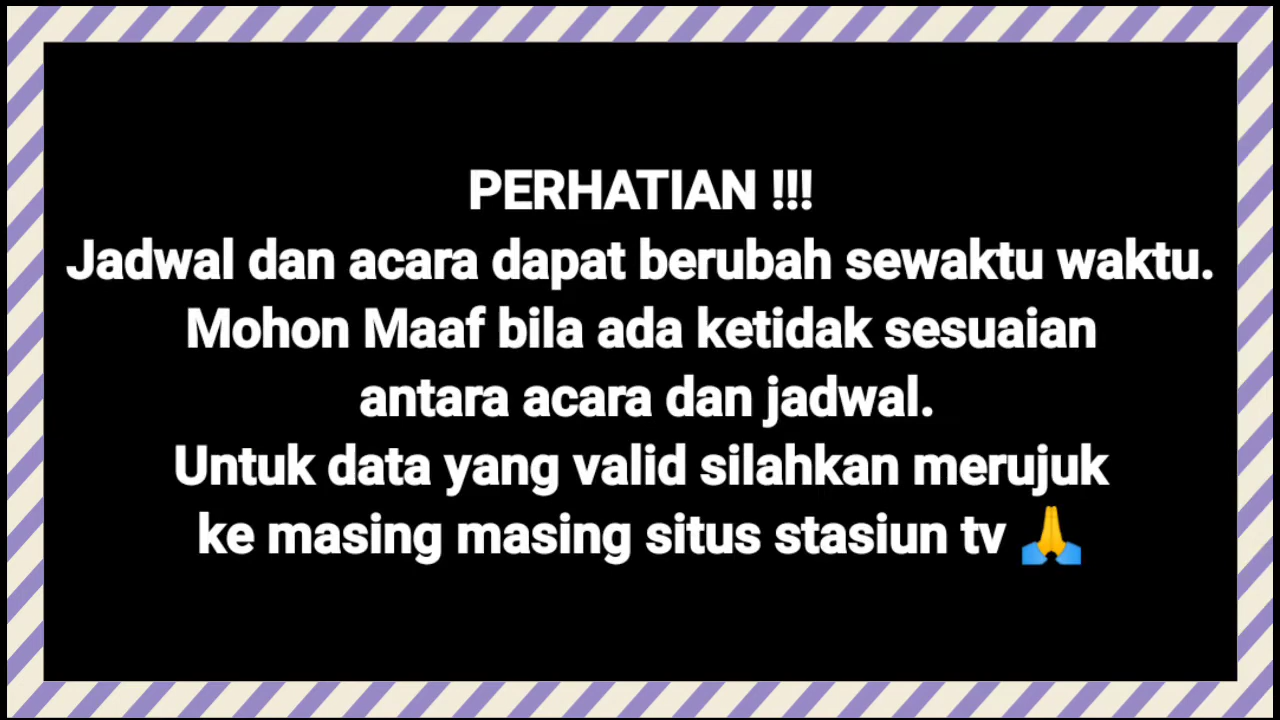 PERHATIAN !!!
Jadwal dan acara dapat berubah sewaktu waktu.
Mohon Maaf bila ada ketidak sesuaian
antara acara dan jadwal.
Untuk data yang valid silahkan merujuk
ke masing masing situs stasiun tv 🙏